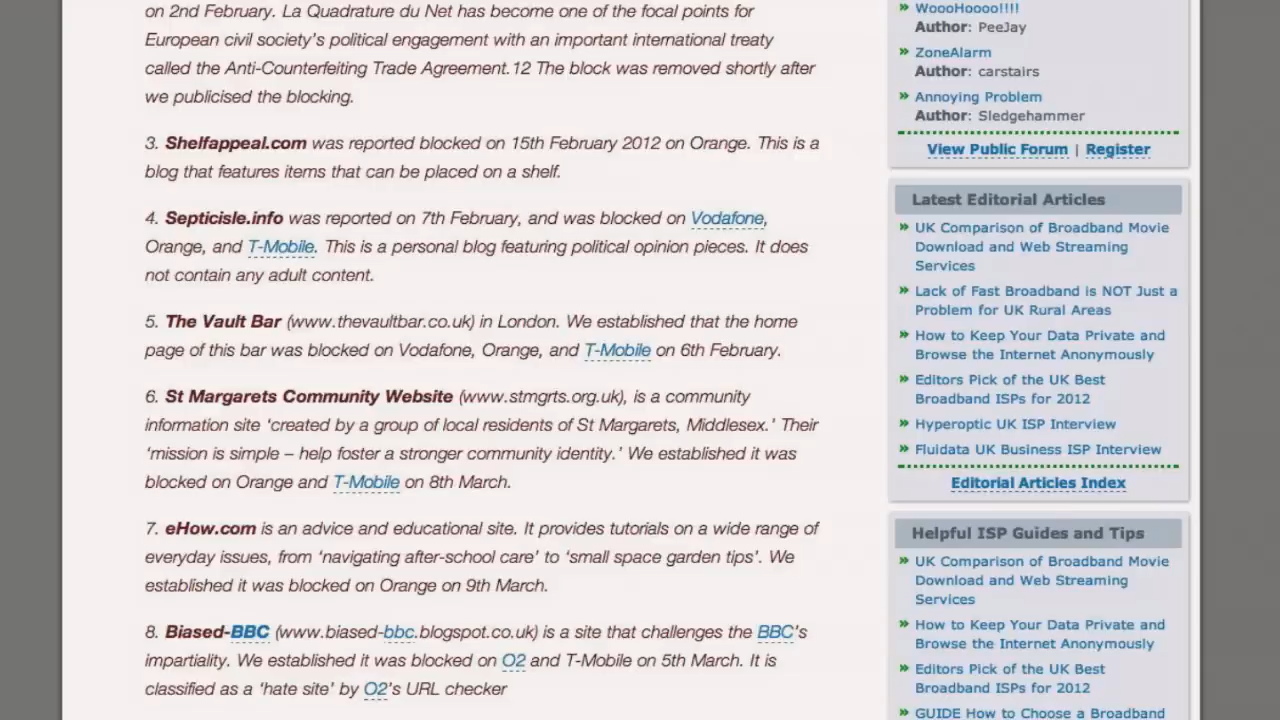 on 2nd February. La Quadrature du Net has become one of the focal points for
European civil society's political engagement with an important international treaty
called the Anti-Counterfeiting Trade Agreement.12 The block was removed shortly after
we publicised the blocking.
3. Shelfappeal.com was reported blocked on 15th February 2012 on Orange. This is a
blog that features items that can be placed on a shelf.
4. Septicisle.info was reported on 7th February, and was blocked on Vodafone,
Orange, and T-Mobile. This is a personal blog featuring political opinion pieces. It does
not contain any adult content.
5. The Vault Bar (www.thevaultbar.co.uk) in London. We established that the home
page of this bar was blocked on Vodafone, Orange, and T-Mobile on 6th February.
6. St Margarets Community Website (www.stmgrts.org.uk), is a community
information site ‘created by a group of local residents of St Margarets, Middlesex.’ Their
‘mission is simple – help foster a stronger community identity.’ We established it was
blocked on Orange and T-Mobile on 8th March.
7. eHow.com is an advice and educational site. It provides tutorials on a wide range of
everyday issues, from ‘navigating after-school care’ to ‘small space garden tips’. We
established it was blocked on Orange on 9th March.
8. Biased-BBC (www.biased-bbc.blogspot.co.uk) is a site that challenges the BBC's
impartiality. We established it was blocked on O2 and T-Mobile on 5th March. It is
classified as a ‘hate site’ by O2's URL checker
» WoooHoooo!!!!
Author: PeeJay
» ZoneAlarm
Author: carstairs
» Annoying Problem
Author: Sledgehammer
View Public Forum | Register
Latest Editorial Articles
» UK Comparison of Broadband Movie
Download and Web Streaming
Services
» Lack of Fast Broadband is NOT Just a
Problem for UK Rural Areas
» How to Keep Your Data Private and
Browse the Internet Anonymously
» Editors Pick of the UK Best
Broadband ISPs for 2012
» Hyperoptic UK ISP Interview
» Fluidata UK Business ISP Interview
Editorial Articles Index
Helpful ISP Guides and Tips
» UK Comparison of Broadband Movie
Download and Web Streaming
Services
» How to Keep Your Data Private and
Browse the Internet Anonymously
» Editors Pick of the UK Best
Broadband ISPs for 2012
» GUIDE How to Choose a Broadband